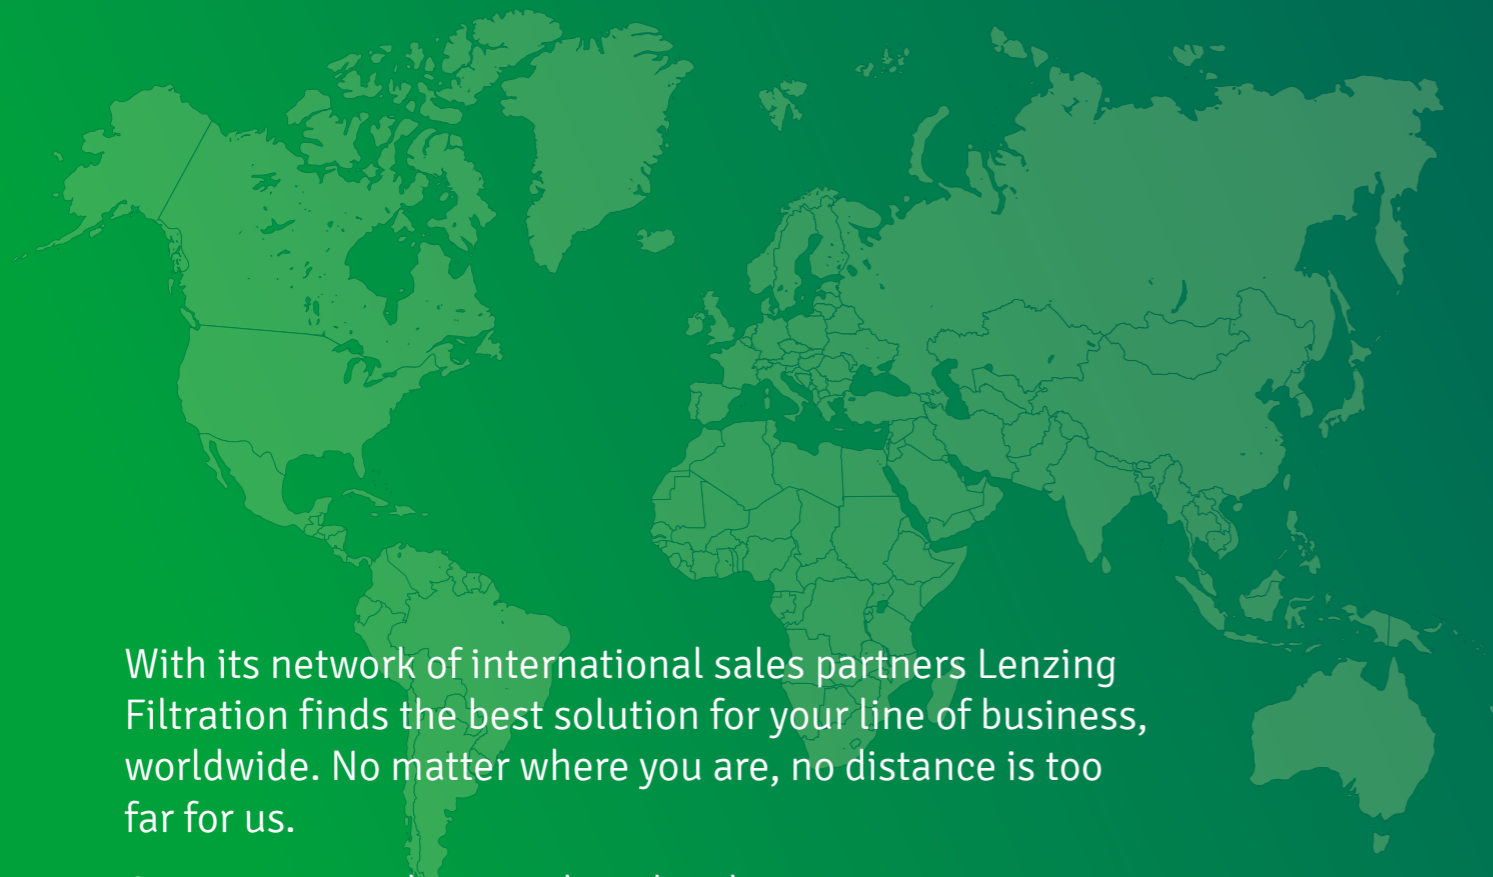 With its network of international sales partners Lenzing
Filtration finds the best solution for your line of business,
worldwide. No matter where you are, no distance is too
far for us.